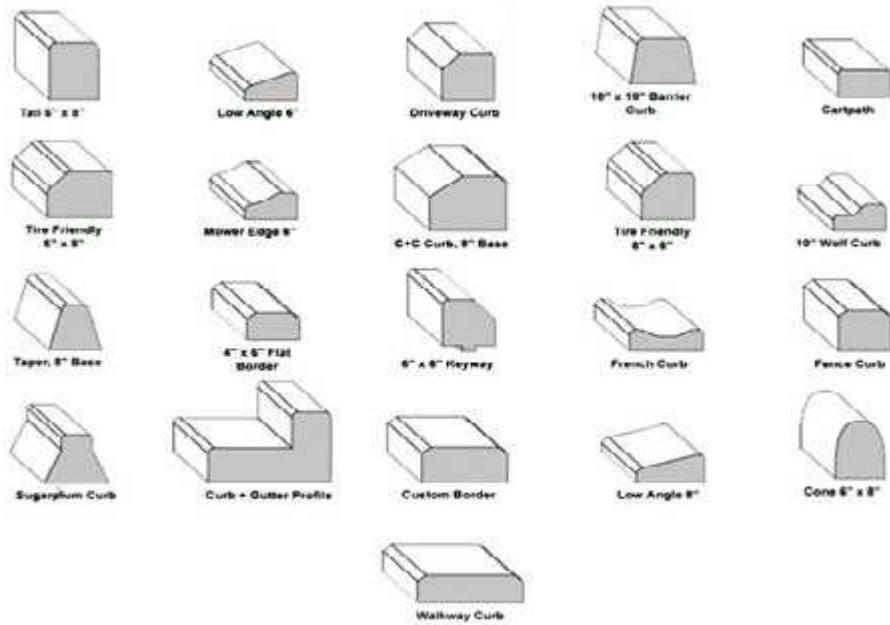 Tall 6" x 8"
Low Angle 6"
Driveway Curb
10" x 10" Barrier
Curb
Cartpath
Tire Friendly
6" x 8"
Mower Edge 6"
C+C Curb, 8" Base
Tire Friendly
6" x 6"
10" Wolf Curb
Taper, 8" Base
4" x 6" Flat
Border
6" x 6" Keyway
French Curb
Fence Curb
Sugarplum Curb
Curb + Gutter Profile
Custom Border
Low Angle 8"
Cone 6" x 8"
Walkway Curb